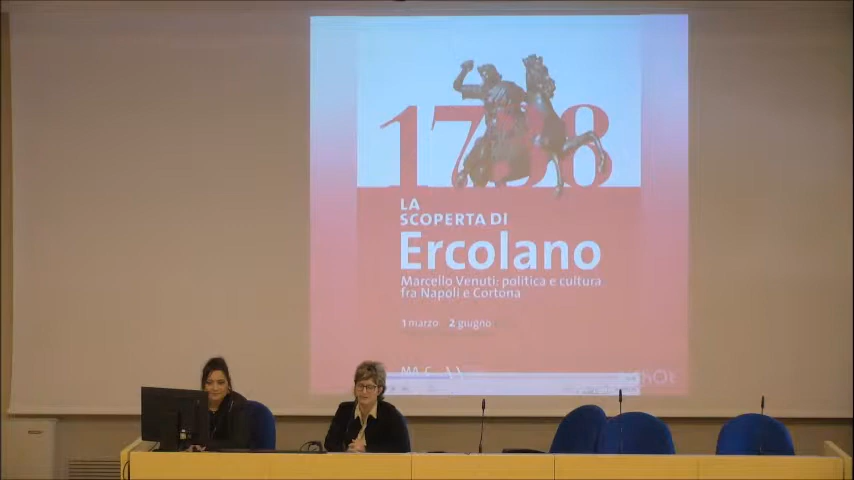 1738
LA
SCOPERTA DI
Ercolano
Marcello Venuti: politica e cultura
fra Napoli e Cortona
1 marzo 2 giugno